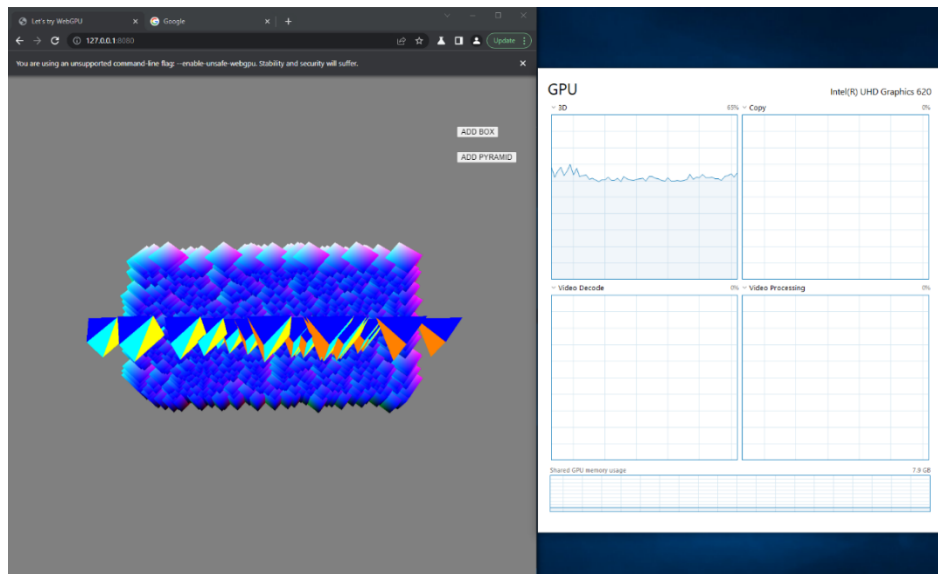 Let's try WebGPU
Google
127.0.0.1:8080
Update
You are using an unsupported command-line flag: --enable-unsafe-webgpu. Stability and security will suffer.
ADD BOX
ADD PYRAMID
GPU
Intel(R) UHD Graphics 620
3D 65% Copy 0%
Video Decode 0% Video Processing 0%
Shared GPU memory usage 7.9 GB